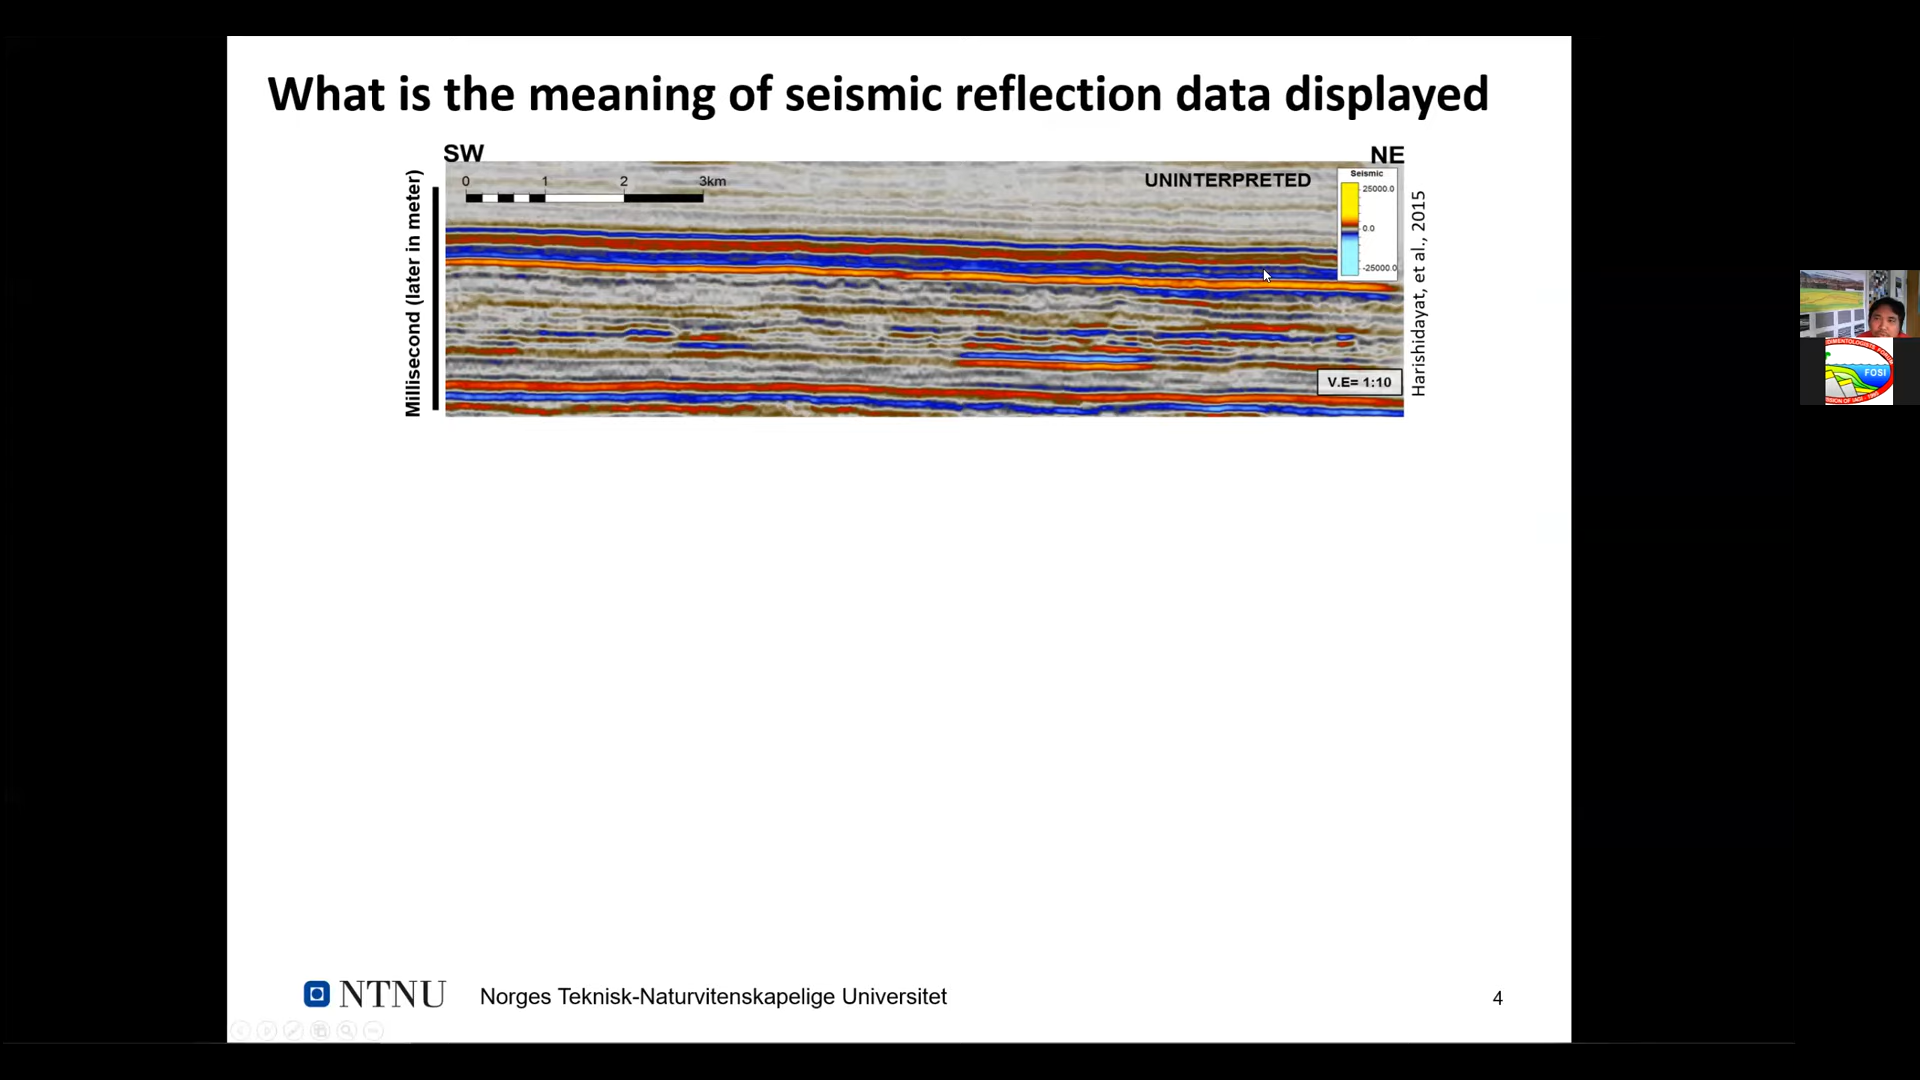 What is the meaning of seismic reflection data displayed
SW
NE
0 1 2 3km
UNINTERPRETED
Seismic
25000.0
0.0
-25000.0
Millisecond (later in meter)
Harishidayat, et al., 2015
V.E= 1:10
FOSI
NTNU
Norges Teknisk-Naturvitenskapelige Universitet
4